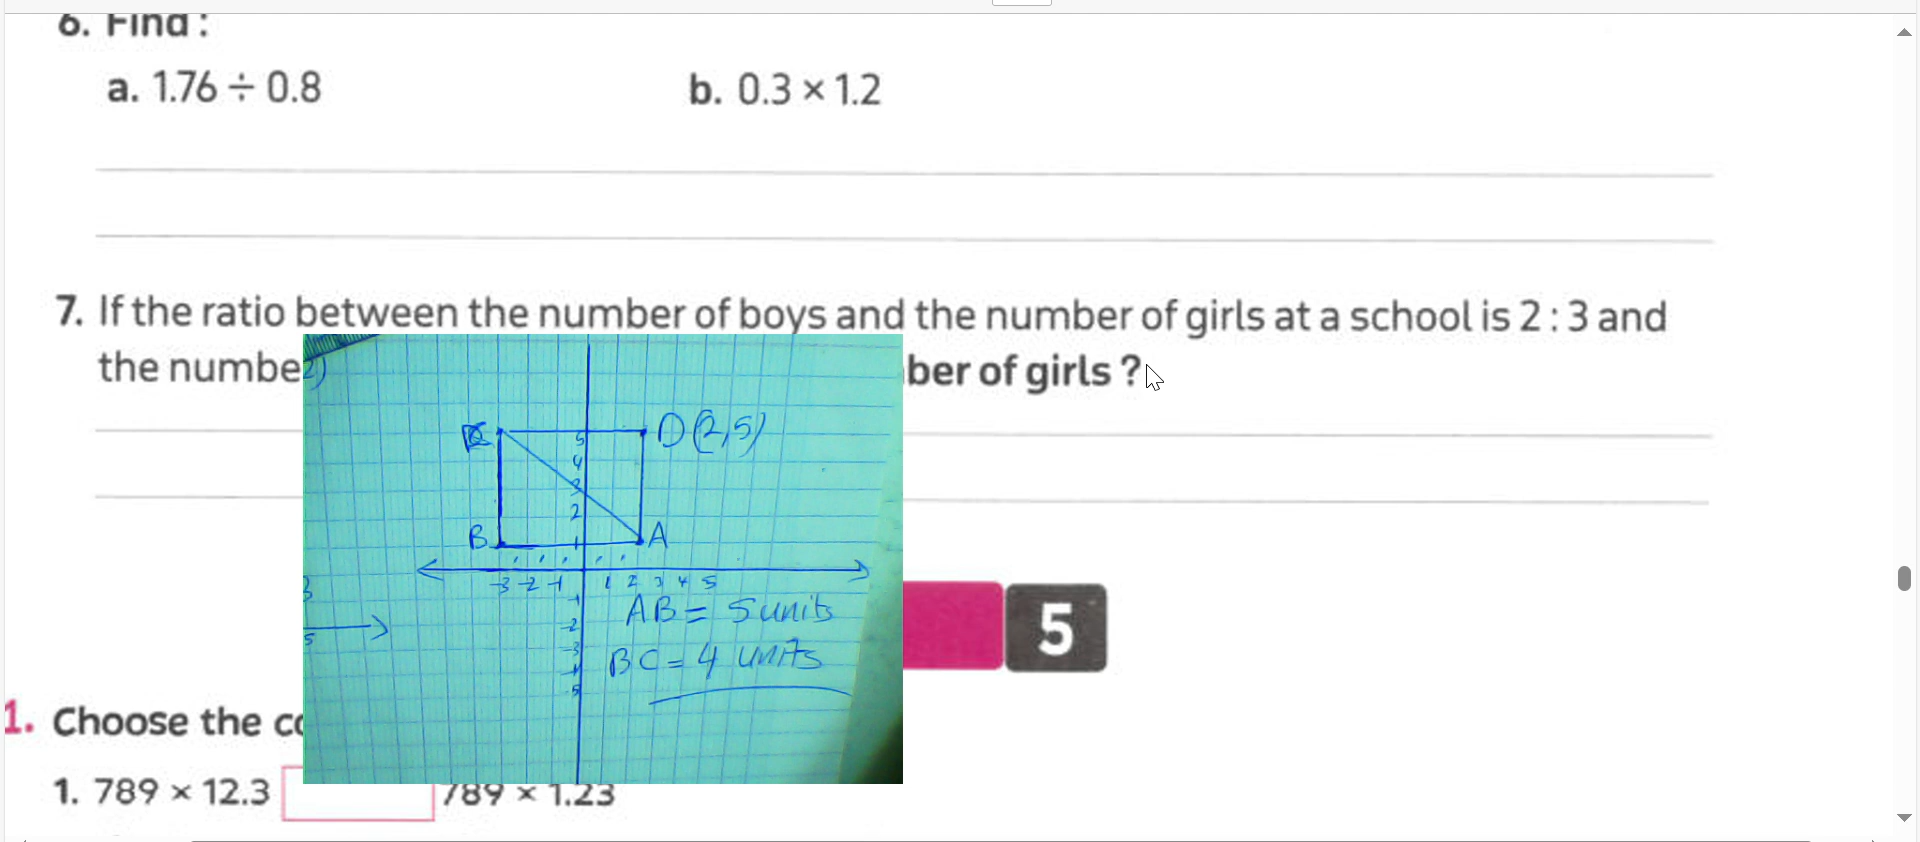 6. Find :
a. 1.76 ÷ 0.8
b. 0.3 × 1.2
7. If the ratio between the number of boys and the number of girls at a school is 2 : 3 and
the numbe
ber of girls ?
D(2,5)
5
4
3
2
1
B
A
-3 -2 -1 1 2 3 4 5
-1
-2
-3
-4
-5
AB = 5 units
BC = 4 units
3
5
5
1. Choose the co
1. 789 × 12.3
789 × 1.23